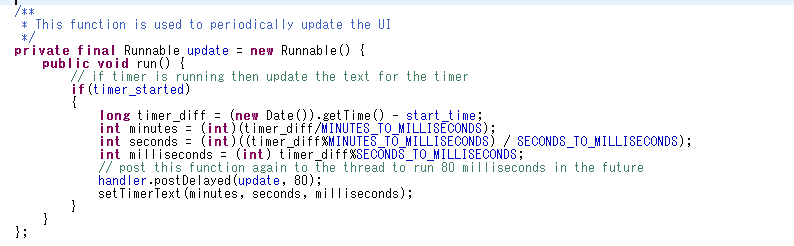 /**
 * This function is used to periodically update the UI
 */
private final Runnable update = new Runnable() {
    public void run() {
        // if timer is running then update the text for the timer
        if(timer_started)
        {
            long timer_diff = (new Date()).getTime() - start_time;
            int minutes = (int)(timer_diff/MINUTES_TO_MILLISECONDS);
            int seconds = (int)((timer_diff%MINUTES_TO_MILLISECONDS) / SECONDS_TO_MILLISECONDS);
            int milliseconds = (int) timer_diff%SECONDS_TO_MILLISECONDS;
            // post this function again to the thread to run 80 milliseconds in the future
            handler.postDelayed(update, 80);
            setTimerText(minutes, seconds, milliseconds);
        }
    }
};